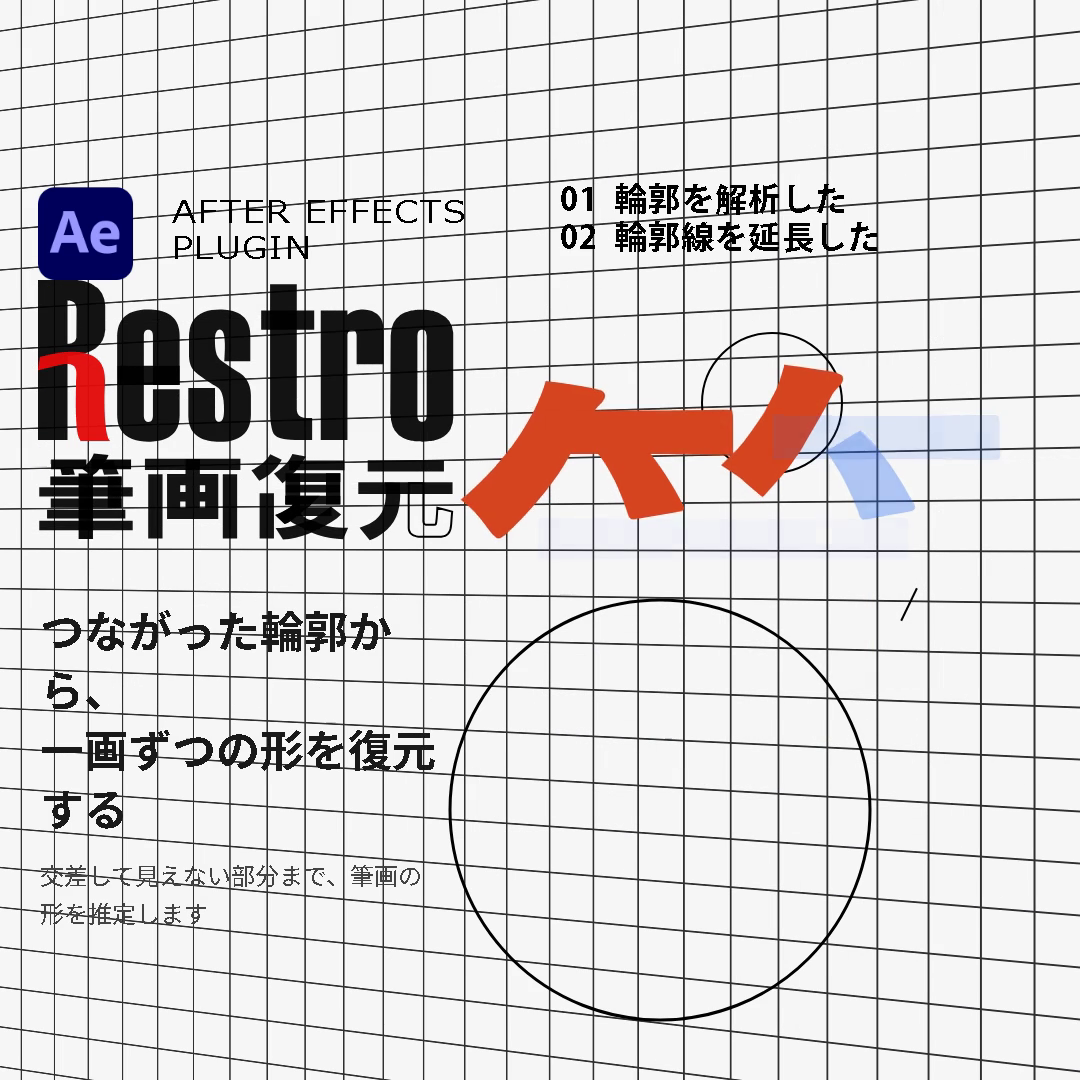 Ae
AFTER EFFECTS
PLUGIN
01 輪郭を解析した
02 輪郭線を延長した
Restro
筆画復元
つながった輪郭か
ら、
一画ずつの形を復元
する
交差して見えない部分まで、筆画の
形を推定します